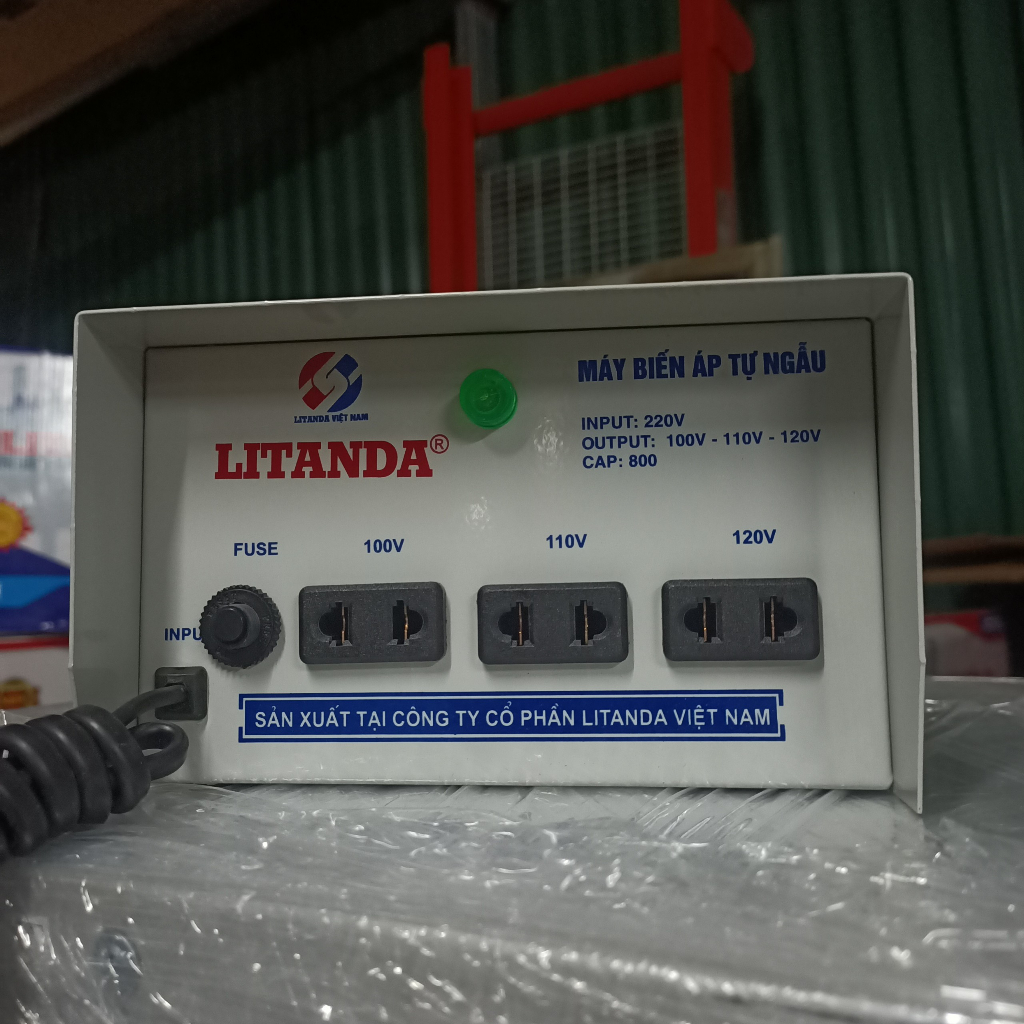 LITANDA VIỆT NAM
LITANDA®
MÁY BIẾN ÁP TỰ NGẪU
INPUT: 220V
OUTPUT: 100V - 110V - 120V
CAP: 800
FUSE
100V
110V
120V
INPU
SẢN XUẤT TẠI CÔNG TY CỔ PHẦN LITANDA VIỆT NAM